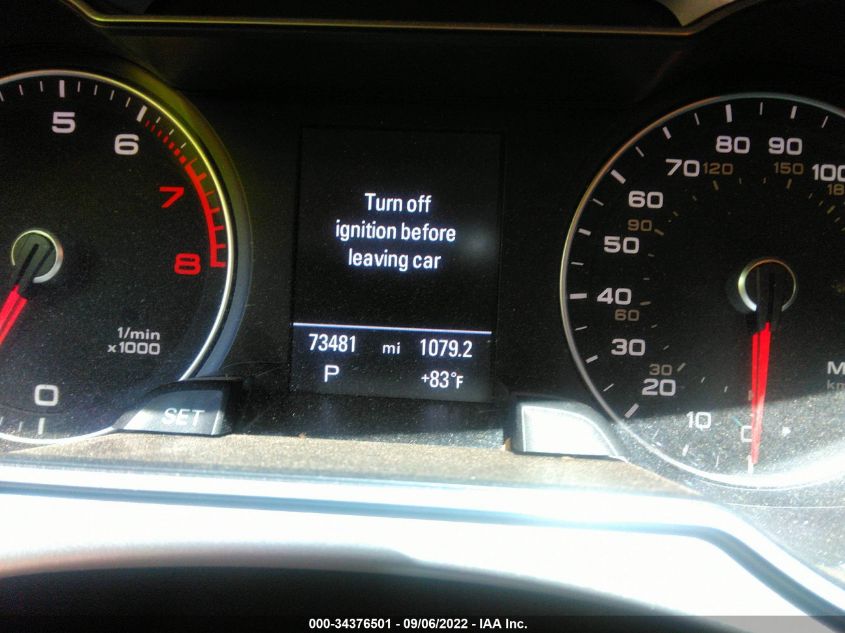 5
6
7
8
1/min
x1000
0
SET
Turn off
ignition before
leaving car
73481 mi 1079.2
P +83°F
80 90
70 120 150 100
60
90
50
40
60
30
30
20
10
0
000-34376501 - 09/06/2022 - IAA Inc.